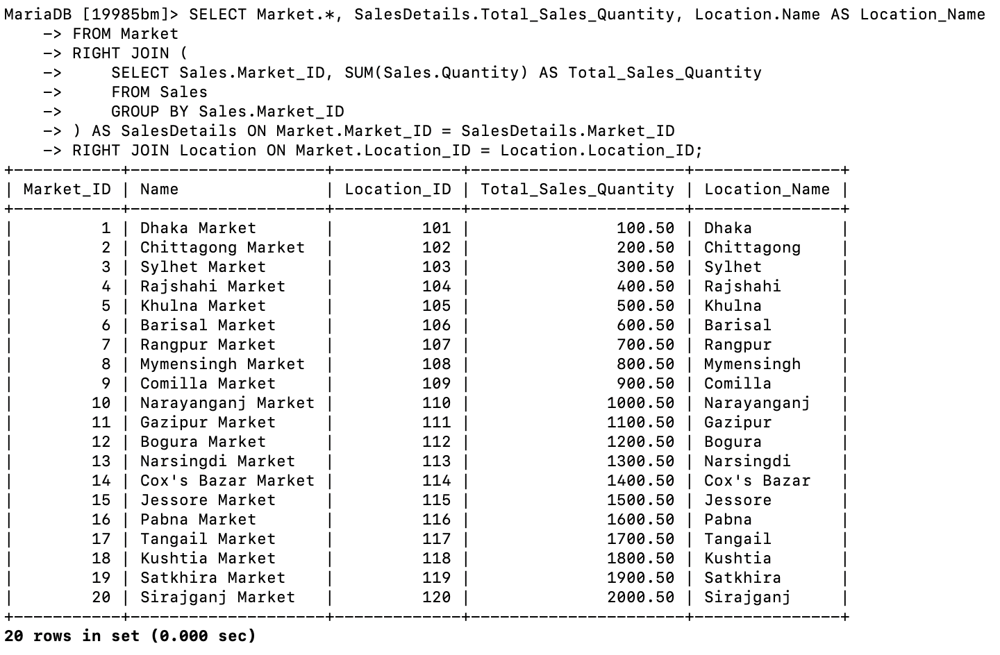 MariaDB [19985bm]> SELECT Market.*, SalesDetails.Total_Sales_Quantity, Location.Name AS Location_Name
    -> FROM Market
    -> RIGHT JOIN (
    ->     SELECT Sales.Market_ID, SUM(Sales.Quantity) AS Total_Sales_Quantity
    ->     FROM Sales
    ->     GROUP BY Sales.Market_ID
    -> ) AS SalesDetails ON Market.Market_ID = SalesDetails.Market_ID
    -> RIGHT JOIN Location ON Market.Location_ID = Location.Location_ID;
+-----------+--------------------+-------------+----------------------+---------------+
| Market_ID | Name               | Location_ID | Total_Sales_Quantity | Location_Name |
+-----------+--------------------+-------------+----------------------+---------------+
|         1 | Dhaka Market       |         101 |               100.50 | Dhaka         |
|         2 | Chittagong Market  |         102 |               200.50 | Chittagong    |
|         3 | Sylhet Market      |         103 |               300.50 | Sylhet        |
|         4 | Rajshahi Market    |         104 |               400.50 | Rajshahi      |
|         5 | Khulna Market      |         105 |               500.50 | Khulna        |
|         6 | Barisal Market     |         106 |               600.50 | Barisal       |
|         7 | Rangpur Market     |         107 |               700.50 | Rangpur       |
|         8 | Mymensingh Market  |         108 |               800.50 | Mymensingh    |
|         9 | Comilla Market     |         109 |               900.50 | Comilla       |
|        10 | Narayanganj Market |         110 |              1000.50 | Narayanganj   |
|        11 | Gazipur Market     |         111 |              1100.50 | Gazipur       |
|        12 | Bogura Market      |         112 |              1200.50 | Bogura        |
|        13 | Narsingdi Market   |         113 |              1300.50 | Narsingdi     |
|        14 | Cox's Bazar Market |         114 |              1400.50 | Cox's Bazar   |
|        15 | Jessore Market     |         115 |              1500.50 | Jessore       |
|        16 | Pabna Market       |         116 |              1600.50 | Pabna         |
|        17 | Tangail Market     |         117 |              1700.50 | Tangail       |
|        18 | Kushtia Market     |         118 |              1800.50 | Kushtia       |
|        19 | Satkhira Market    |         119 |              1900.50 | Satkhira      |
|        20 | Sirajganj Market   |         120 |              2000.50 | Sirajganj     |
+-----------+--------------------+-------------+----------------------+---------------+
20 rows in set (0.000 sec)